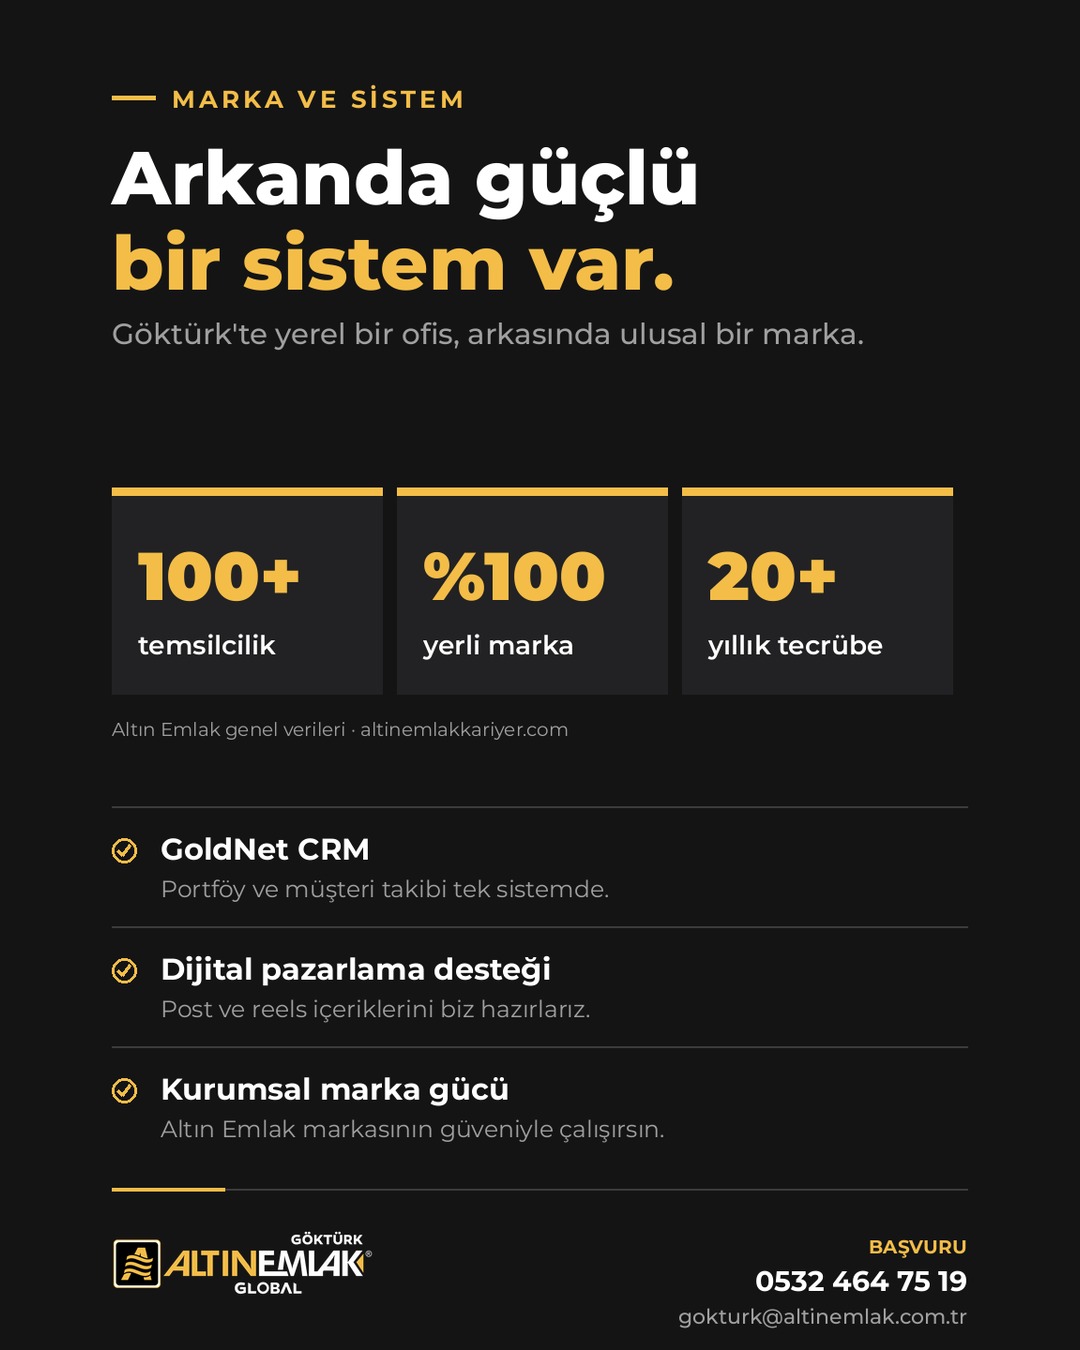 MARKA VE SİSTEM
Arkanda güçlü
bir sistem var.
Göktürk'te yerel bir ofis, arkasında ulusal bir marka.
100+
temsilcilik
%100
yerli marka
20+
yıllık tecrübe
Altın Emlak genel verileri · altinemlakkariyer.com
GoldNet CRM
Portföy ve müşteri takibi tek sistemde.
Dijital pazarlama desteği
Post ve reels içeriklerini biz hazırlarız.
Kurumsal marka gücü
Altın Emlak markasının güveniyle çalışırsın.
GÖKTÜRK
ALTINEMLAK®
GLOBAL
BAŞVURU
0532 464 75 19
gokturk@altinemlak.com.tr